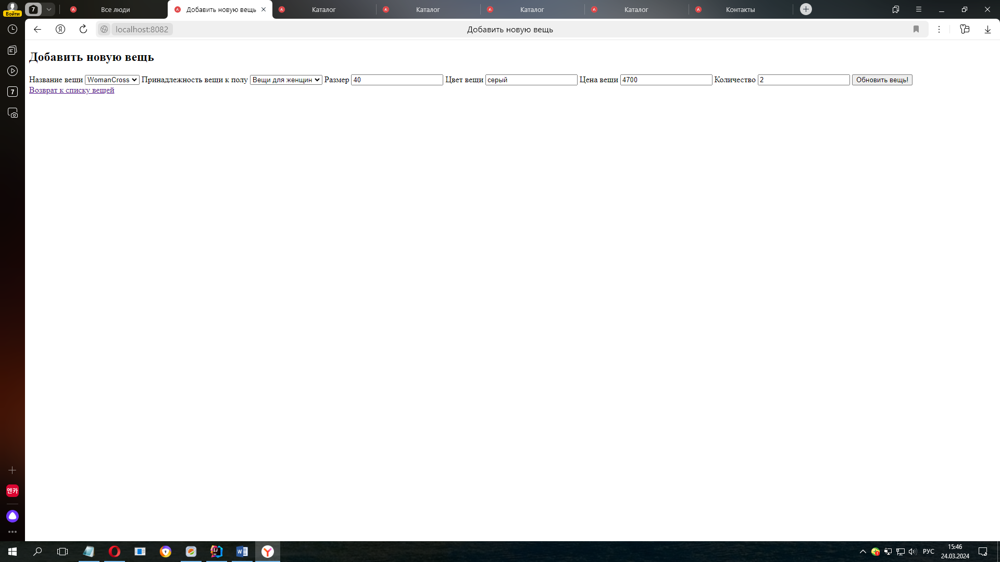 7
Все люди
Добавить новую вещь
Каталог
Каталог
Каталог
Каталог
Контакты
Войти
localhost:8082
Добавить новую вещь
7
Добавить новую вещь
Название вещи WomanCross Принадлежность вещи к полу Вещи для женщин Размер 40 Цвет вещи серый Цена вещи 4700 Количество 2 Обновить вещь!
Возврат к списку вещей
엔카
РУС
15:46
24.03.2024